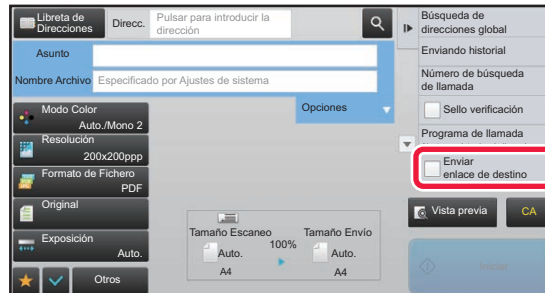 Libreta de
Direcciones
Direcc.
Pulsar para introducir la
dirección
Asunto
Nombre Archivo
Especificado por Ajustes de sistema
Opciones
Modo Color
Auto./Mono 2
Resolución
200x200ppp
Formato de Fichero
PDF
Original
Exposición
Auto.
Otros
Tamaño Escaneo
Auto.
A4
100%
Tamaño Envío
Auto.
A4
Búsqueda de
direcciones global
Enviando historial
Número de búsqueda
de llamada
Sello verificación
Programa de llamada
Enviar
enlace de destino
Vista previa
CA
Iniciar